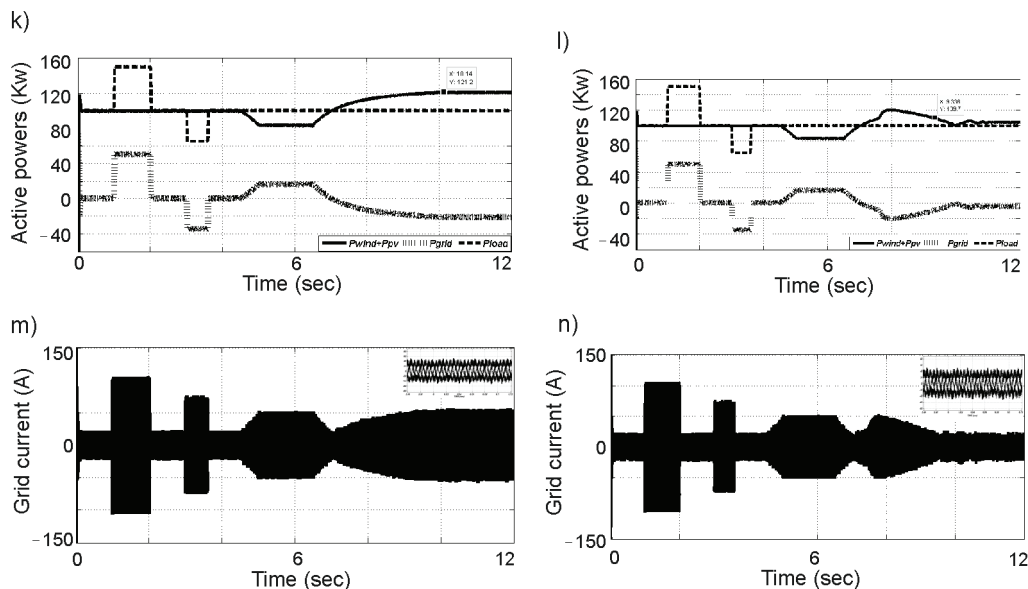 k)
Active powers (Kw)
160
120
80
40
0
−40
X: 18.14
Y: 121.2
Pwind+Ppv Pgrid Pload
0 6 12
Time (sec)
l)
Active powers (Kw)
160
120
80
40
0
−40
Pwind+Ppv Pgrid Pload
0 6 12
Time (sec)
m)
Grid current (A)
150
0
−150
0 6 12
Time (sec)
n)
Grid current (A)
150
0
−150
0 6 12
Time (sec)